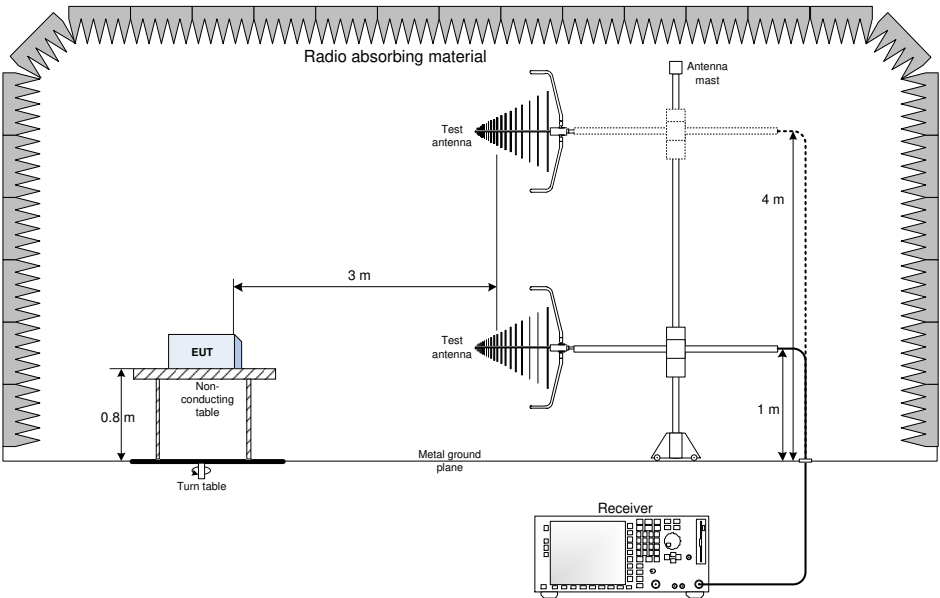 Radio absorbing material
Antenna
mast
Test
antenna
4 m
3 m
Test
antenna
EUT
Non-
conducting
table
0.8 m
1 m
Metal ground
plane
Turn table
Receiver